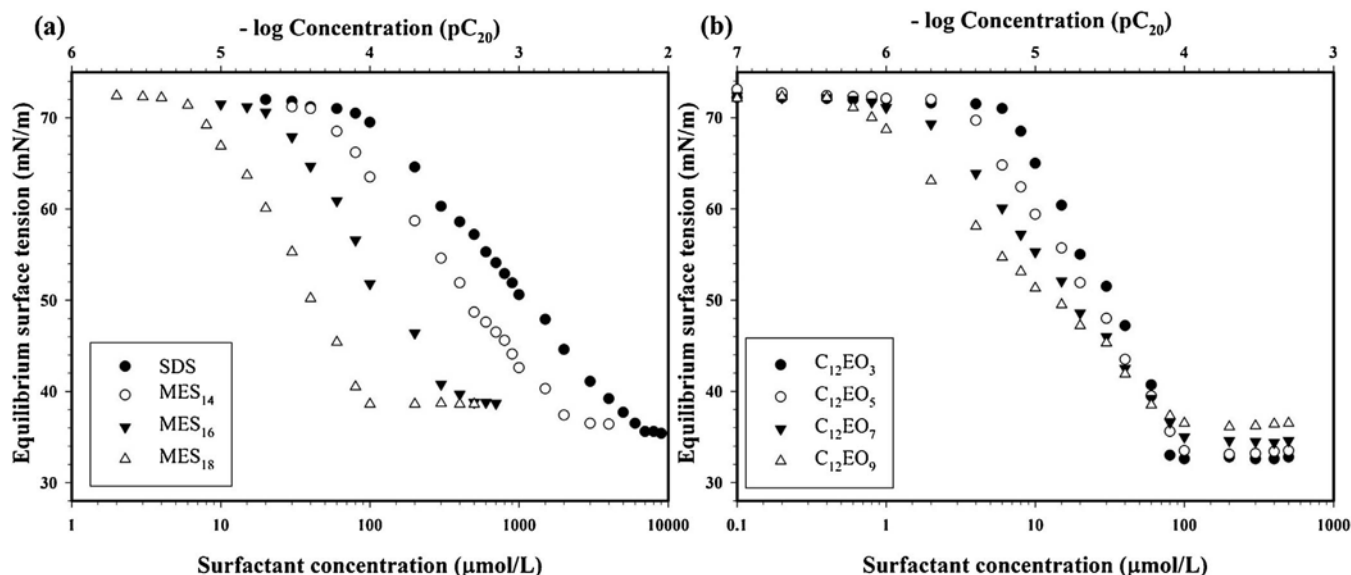 (a)
- log Concentration (pC₂₀)
6 5 4 3 2
Equilibrium surface tension (mN/m)
70
60
50
40
30
SDS
MES₁₄
MES₁₆
MES₁₈
1 10 100 1000 10000
Surfactant concentration (μmol/L)
(b)
- log Concentration (pC₂₀)
7 6 5 4 3
Equilibrium surface tension (mN/m)
70
60
50
40
30
C₁₂EO₃
C₁₂EO₅
C₁₂EO₇
C₁₂EO₉
0.1 1 10 100 1000
Surfactant concentration (μmol/L)